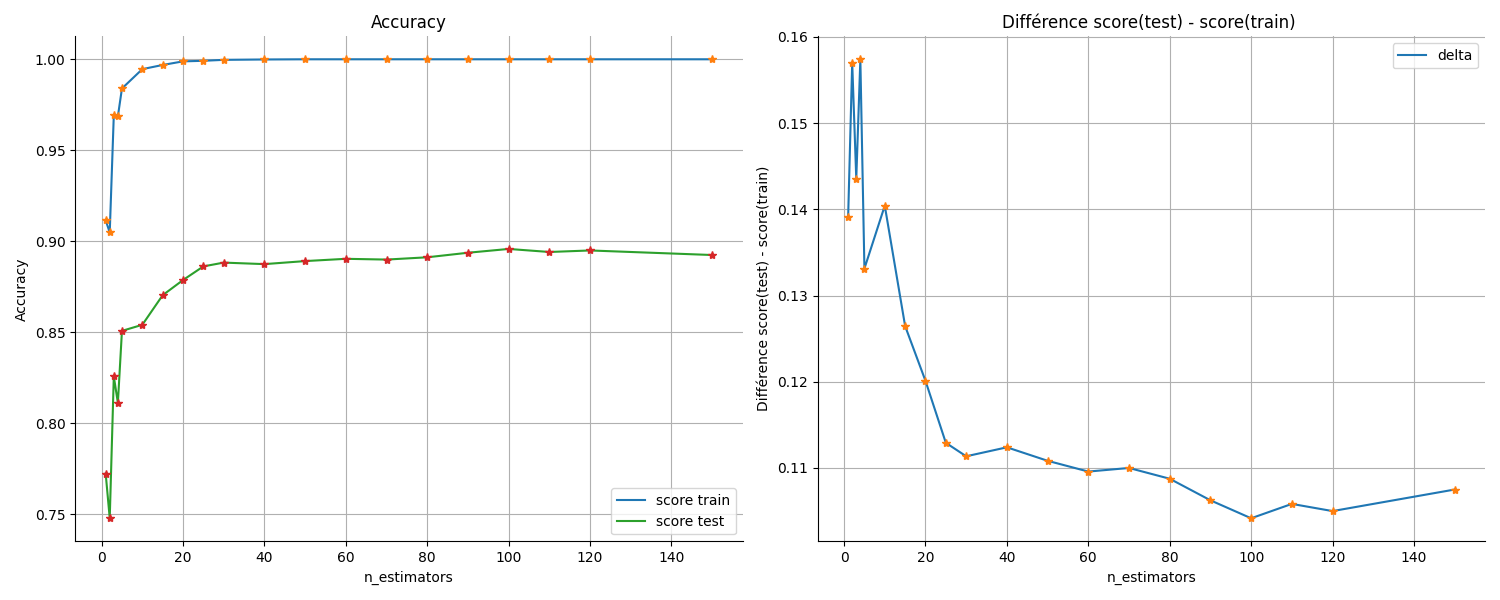 Accuracy
1.00
0.95
0.90
0.85
0.80
0.75
Accuracy
0 20 40 60 80 100 120 140
n_estimators
score train
score test
Différence score(test) - score(train)
0.16
0.15
0.14
0.13
0.12
0.11
Différence score(test) - score(train)
0 20 40 60 80 100 120 140
n_estimators
delta